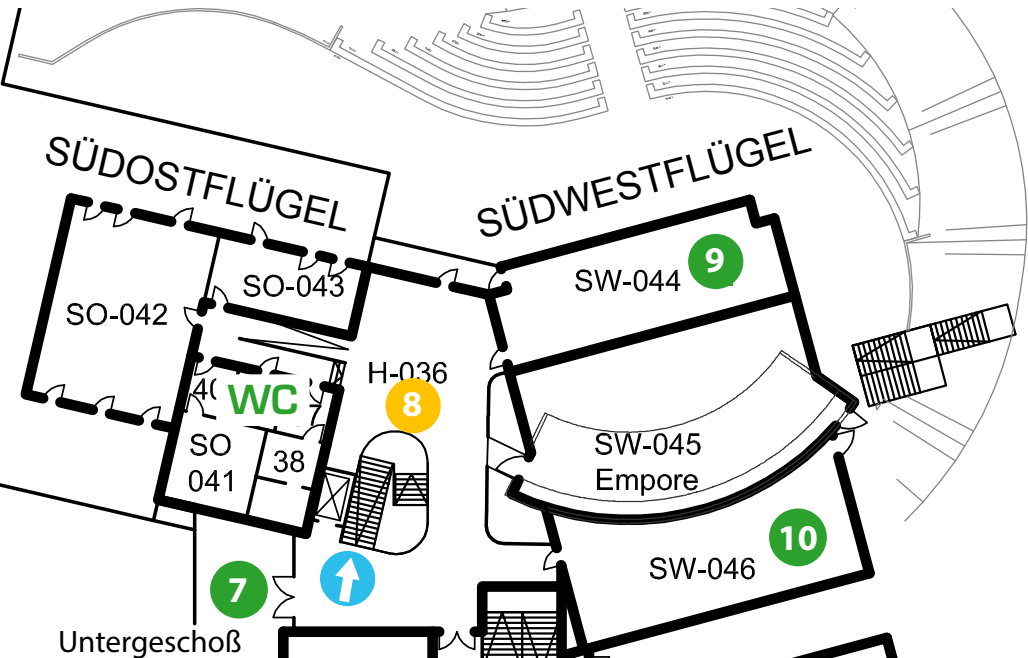 SÜDOSTFLÜGEL
SÜDWESTFLÜGEL
SW-044
9
SO-043
SO-042
H-036
8
WC
SO
041
38
SW-045
Empore
10
SW-046
7
Untergeschoß